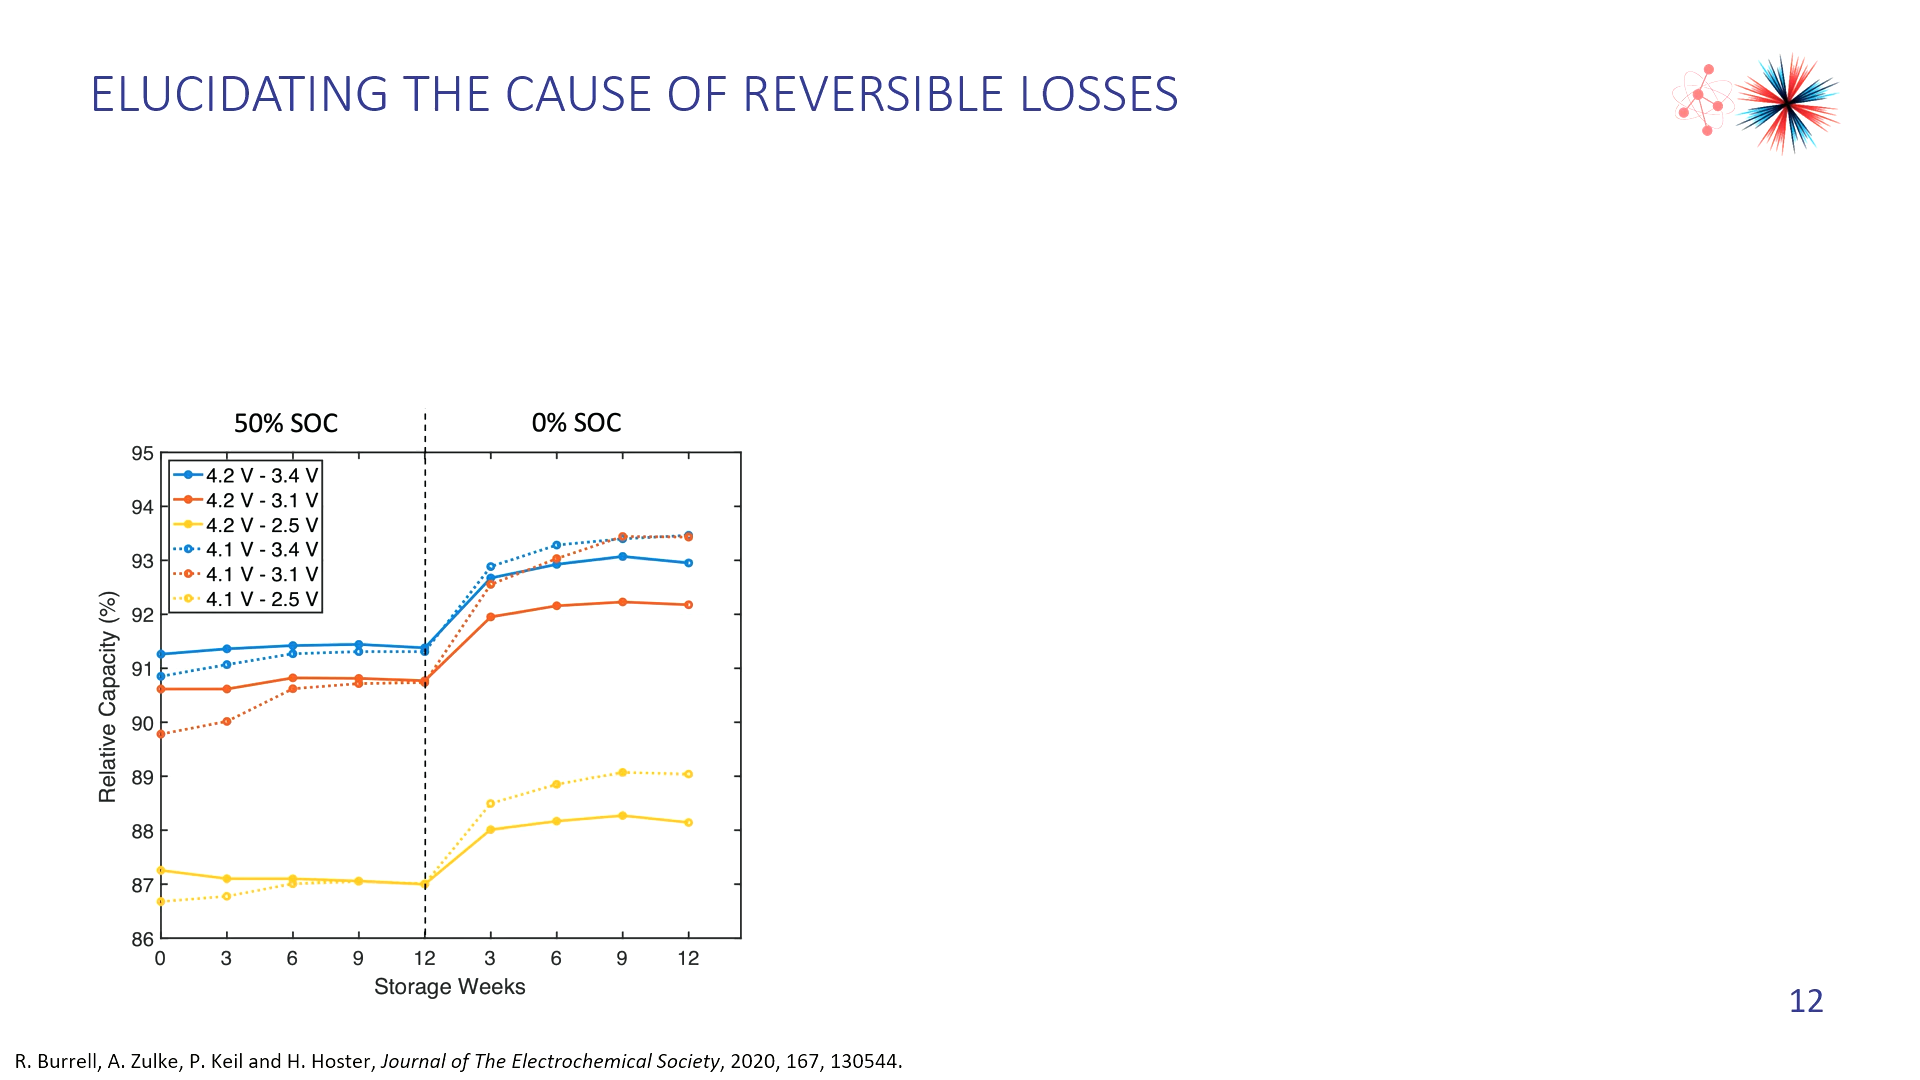 ELUCIDATING THE CAUSE OF REVERSIBLE LOSSES
50% SOC
0% SOC
95
94
93
92
91
90
89
88
87
86
Relative Capacity (%)
4.2 V - 3.4 V
4.2 V - 3.1 V
4.2 V - 2.5 V
4.1 V - 3.4 V
4.1 V - 3.1 V
4.1 V - 2.5 V
0 3 6 9 12 3 6 9 12
Storage Weeks
12
R. Burrell, A. Zulke, P. Keil and H. Hoster, Journal of The Electrochemical Society, 2020, 167, 130544.